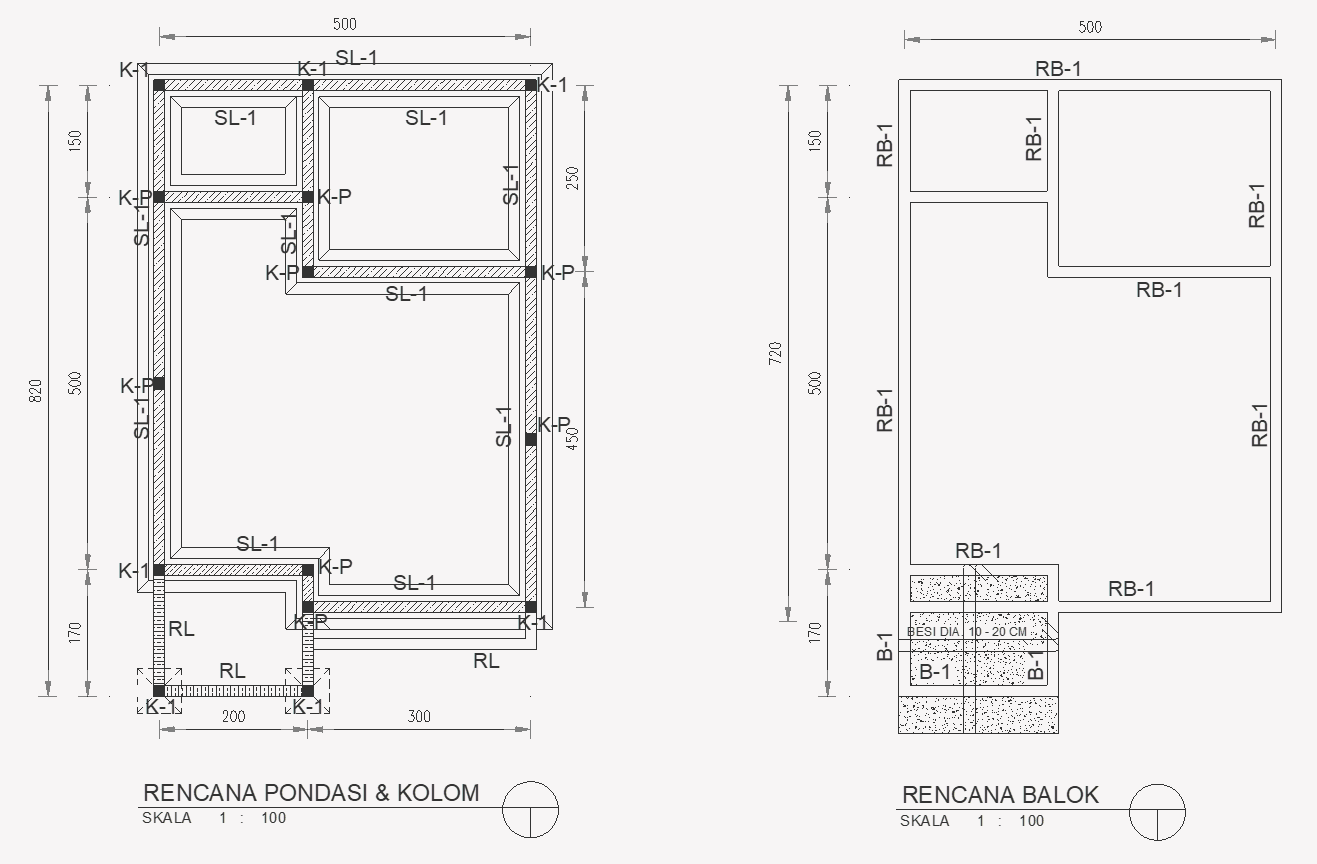 500
SL-1
K-1 K-1 K-1
SL-1 SL-1
150
SL-1
250
K-P K-P
SL-1
SL-1
K-P K-P
SL-1
820
500
K-P
SL-1
SL-1
K-P
450
SL-1
K-1 K-P
SL-1
170
RL
K-P K-1
RL
RL
K-1 K-1
200 300
RENCANA PONDASI & KOLOM
SKALA 1 : 100
500
RB-1
150
RB-1
RB-1
RB-1
RB-1
720
500
RB-1
RB-1
RB-1
RB-1
170
BESI DIA. 10 - 20 CM
B-1
B-1
B-1
RENCANA BALOK
SKALA 1 : 100